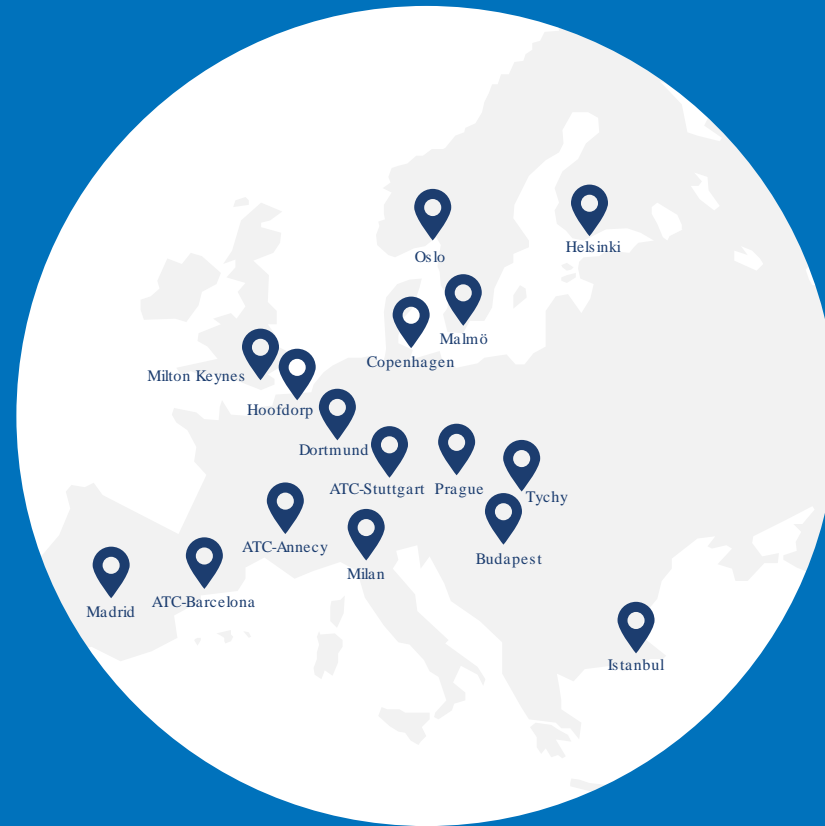 Helsinki
Oslo
Malmö
Copenhagen
Milton Keynes
Hoofdorp
Dortmund
ATC-Stuttgart
Prague
Tychy
ATC-Annecy
Budapest
Milan
ATC-Barcelona
Madrid
Istanbul